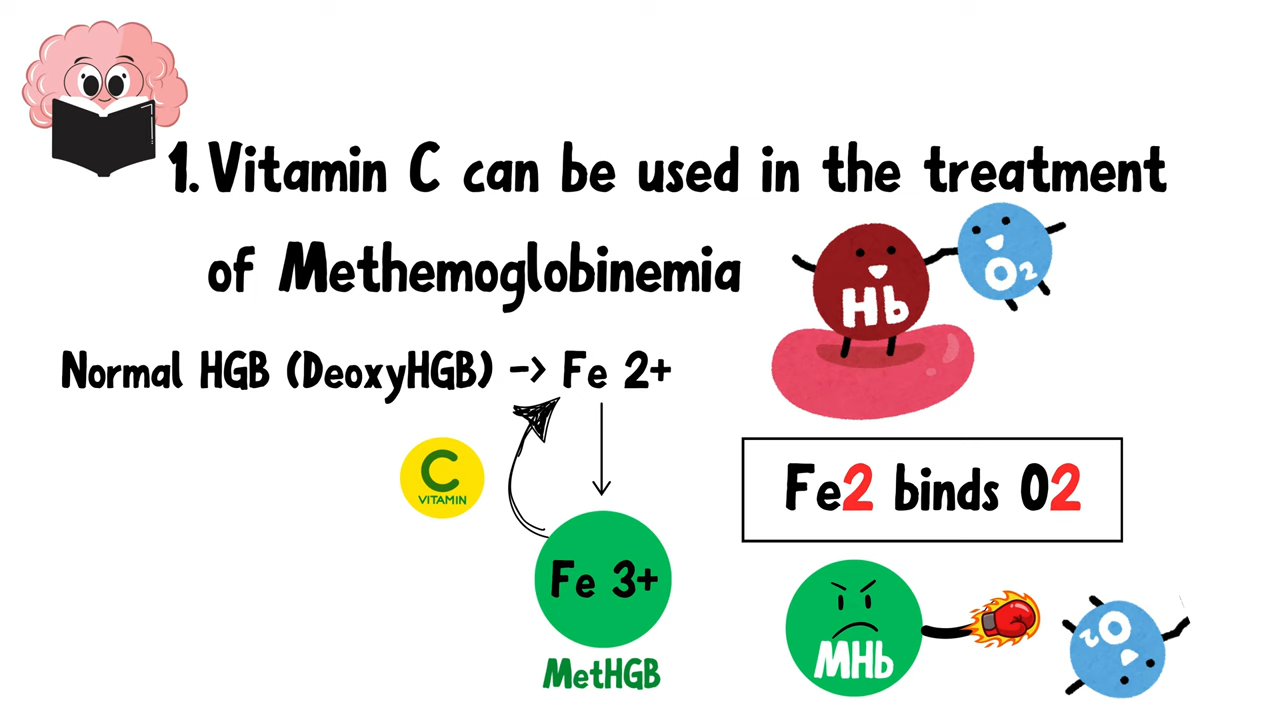 1. Vitamin C can be used in the treatment
of Methemoglobinemia
Hb
O2
Normal HGB (DeoxyHGB) -> Fe 2+
C
VITAMIN
Fe2 binds O2
Fe 3+
MetHGB
MHb
O2